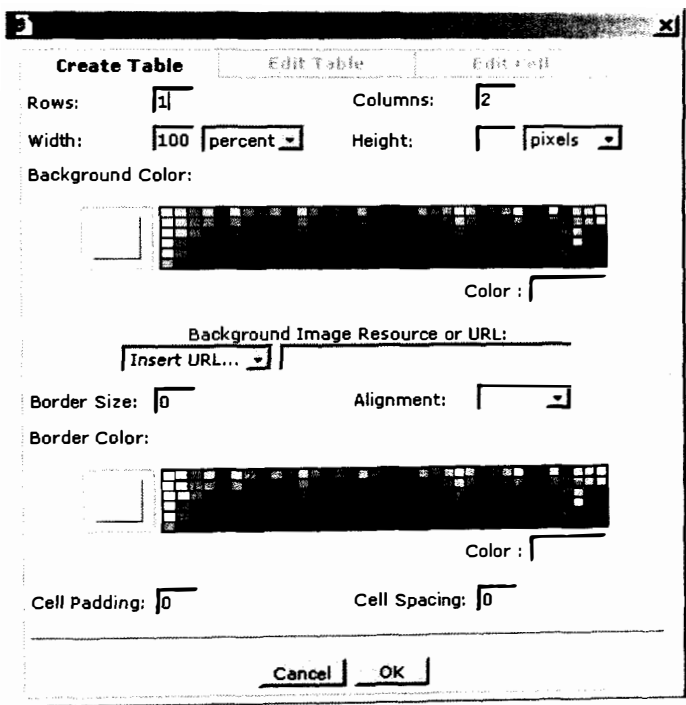 Create Table Edit Table Edit Cell
Rows: 1 Columns: 2
Width: 100 percent Height: pixels
Background Color:
Color :
Background Image Resource or URL:
Insert URL...
Border Size: 0 Alignment:
Border Color:
Color :
Cell Padding: 0 Cell Spacing: 0
Cancel OK